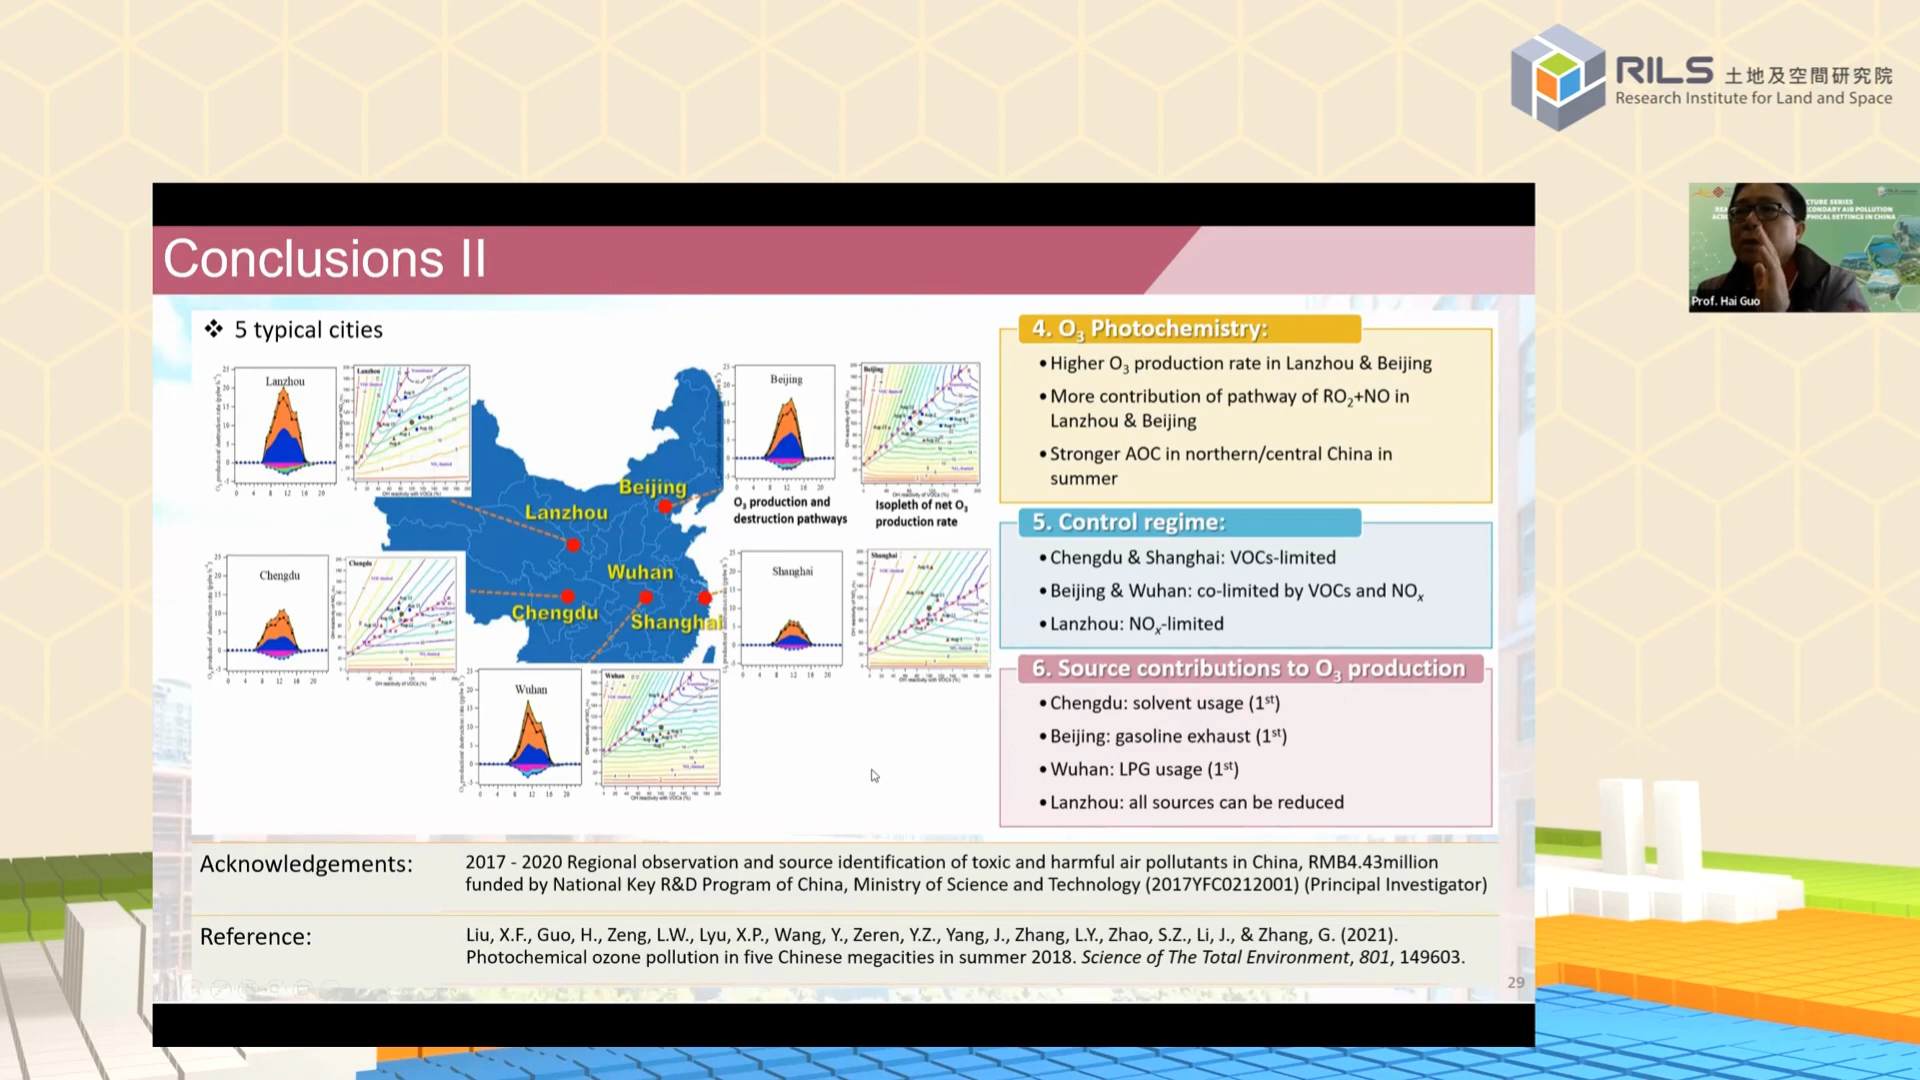 RILS 土地及空間研究院
Research Institute for Land and Space
CTURE SERIES
CONDARY AIR POLLUTION
PHICAL SETTINGS IN CHINA
Prof. Hai Guo
Conclusions II
❖ 5 typical cities
Lanzhou
Lanzhou
Beijing
Beijing
O3 production and
destruction pathways
Isopleth of net O3
production rate
Beijing
Lanzhou
Wuhan
Chengdu
Shanghai
Chengdu
Chengdu
Shanghai
Shanghai
Wuhan
Wuhan
4. O3 Photochemistry:
• Higher O3 production rate in Lanzhou & Beijing
• More contribution of pathway of RO2+NO in
Lanzhou & Beijing
• Stronger AOC in northern/central China in
summer
5. Control regime:
• Chengdu & Shanghai: VOCs-limited
• Beijing & Wuhan: co-limited by VOCs and NOx
• Lanzhou: NOx-limited
6. Source contributions to O3 production
• Chengdu: solvent usage (1st)
• Beijing: gasoline exhaust (1st)
• Wuhan: LPG usage (1st)
• Lanzhou: all sources can be reduced
Acknowledgements:
2017 - 2020 Regional observation and source identification of toxic and harmful air pollutants in China, RMB4.43million
funded by National Key R&D Program of China, Ministry of Science and Technology (2017YFC0212001) (Principal Investigator)
Reference:
Liu, X.F., Guo, H., Zeng, L.W., Lyu, X.P., Wang, Y., Zeren, Y.Z., Yang, J., Zhang, L.Y., Zhao, S.Z., Li, J., & Zhang, G. (2021).
Photochemical ozone pollution in five Chinese megacities in summer 2018. Science of The Total Environment, 801, 149603.
29